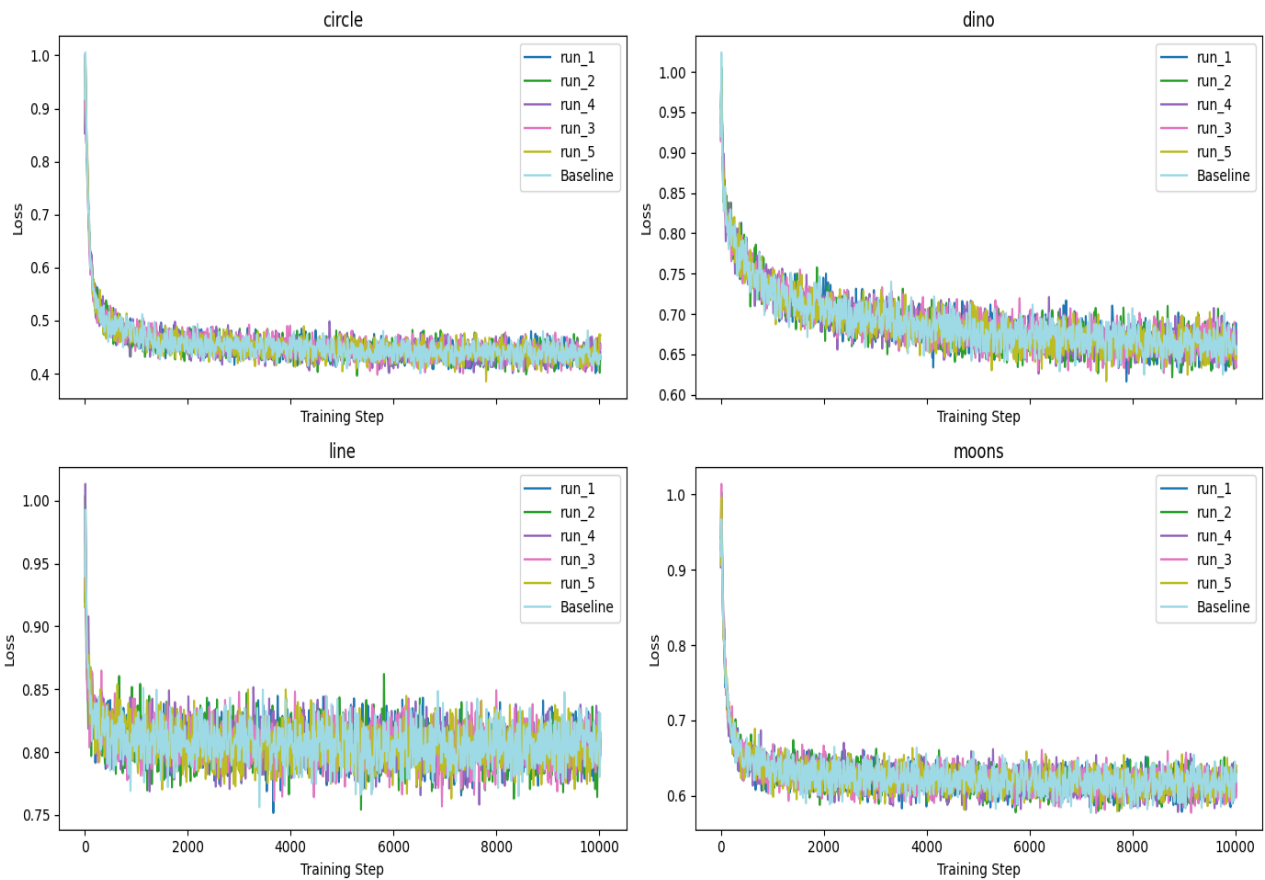 circle
1.0
0.9
0.8
0.7
0.6
0.5
0.4
Loss
run_1
run_2
run_4
run_3
run_5
Baseline
Training Step
dino
1.00
0.95
0.90
0.85
0.80
0.75
0.70
0.65
0.60
Loss
run_1
run_2
run_4
run_3
run_5
Baseline
Training Step
line
1.00
0.95
0.90
0.85
0.80
0.75
Loss
run_1
run_2
run_4
run_3
run_5
Baseline
0 2000 4000 6000 8000 10000
Training Step
moons
1.0
0.9
0.8
0.7
0.6
Loss
run_1
run_2
run_4
run_3
run_5
Baseline
0 2000 4000 6000 8000 10000
Training Step